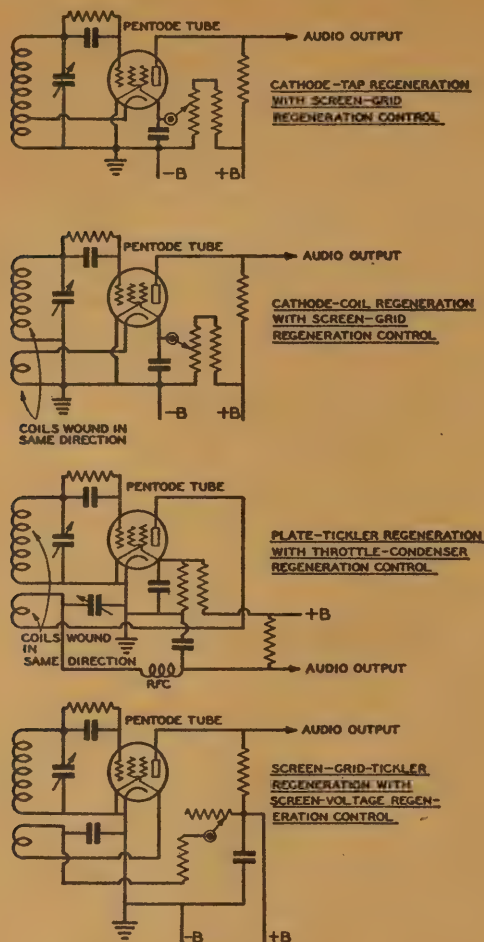 PENTODE TUBE
AUDIO OUTPUT
CATHODE-TAP REGENERATION
WITH SCREEN-GRID
REGENERATION CONTROL
-B
+B
PENTODE TUBE
AUDIO OUTPUT
CATHODE-COIL REGENERATION
WITH SCREEN-GRID
REGENERATION CONTROL
-B
+B
COILS WOUND IN
SAME DIRECTION
PENTODE TUBE
PLATE-TICKLER REGENERATION
WITH THROTTLE-CONDENSER
REGENERATION CONTROL
+B
COILS WOUND
IN
SAME DIRECTION
RFC
AUDIO OUTPUT
PENTODE TUBE
AUDIO OUTPUT
SCREEN-GRID-TICKLER
REGENERATION WITH
SCREEN-VOLTAGE REGEN-
ERATION CONTROL
-B
+B